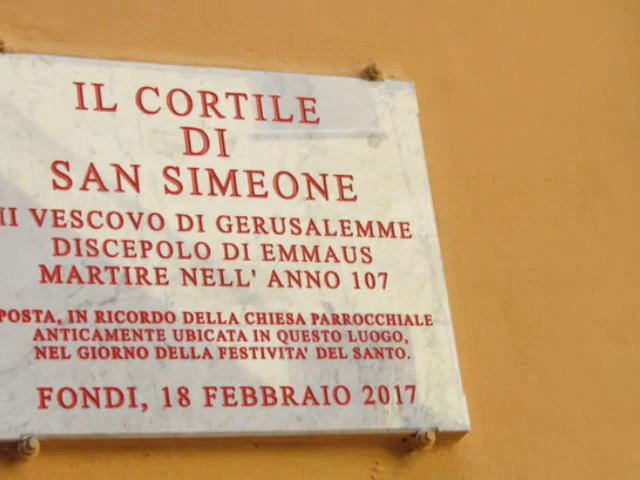 IL CORTILE
DI
SAN SIMEONE
II VESCOVO DI GERUSALEMME
DISCEPOLO DI EMMAUS
MARTIRE NELL' ANNO 107
POSTA, IN RICORDO DELLA CHIESA PARROCCHIALE
ANTICAMENTE UBICATA IN QUESTO LUOGO,
NEL GIORNO DELLA FESTIVITA' DEL SANTO.
FONDI, 18 FEBBRAIO 2017